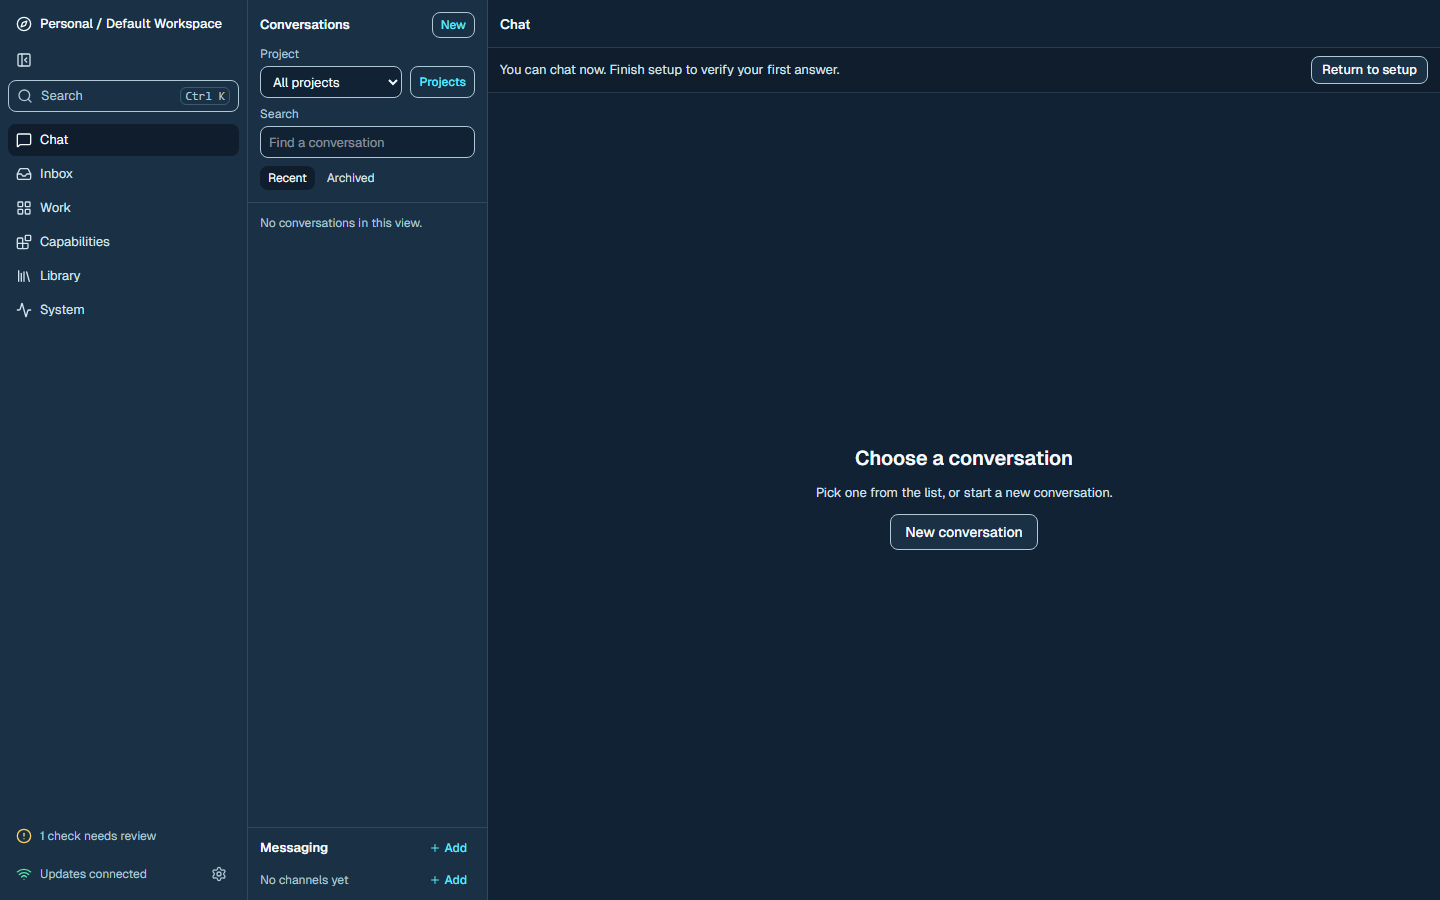 Personal / Default Workspace
Search
Ctrl K
Chat
Inbox
Work
Capabilities
Library
System
1 check needs review
Updates connected
Conversations
New
Project
All projects
Projects
Search
Find a conversation
Recent
Archived
No conversations in this view.
Messaging
+ Add
No channels yet
+ Add
Chat
You can chat now. Finish setup to verify your first answer.
Return to setup
Choose a conversation
Pick one from the list, or start a new conversation.
New conversation